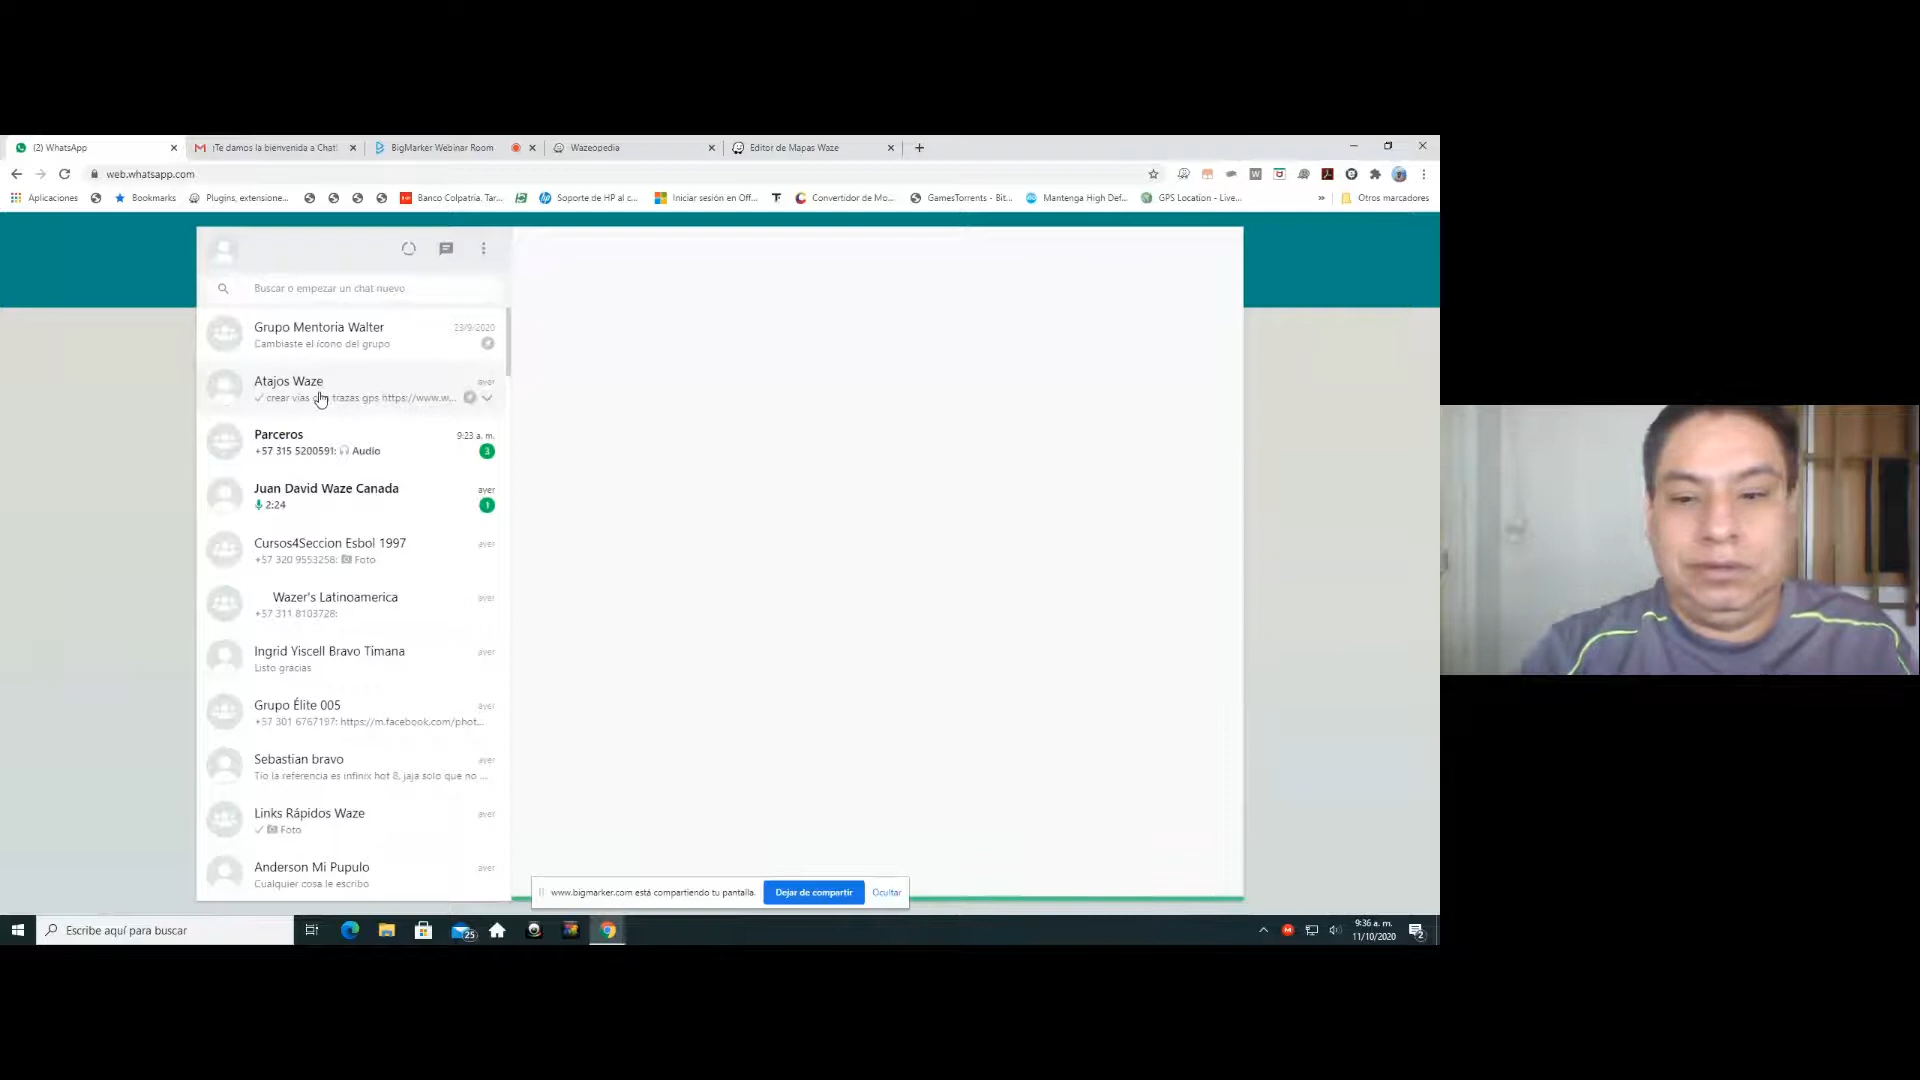 (2) WhatsApp
¡Te damos la bienvenida a Chat!
BigMarker Webinar Room
Wazeopedia
Editor de Mapas Waze
web.whatsapp.com
Aplicaciones
Bookmarks
Plugins, extensione...
Banco Colpatria. Tar...
Soporte de HP al c...
Iniciar sesión en Off...
Convertidor de Mo...
GamesTorrents - Bit...
Mantenga High Def...
GPS Location - Live...
»
Otros marcadores
Buscar o empezar un chat nuevo
Grupo Mentoria Walter
23/9/2020
Cambiaste el ícono del grupo
Atajos Waze
ayer
crear vias trazas gps https://www.w...
Parceros
9:23 a. m.
+57 315 5200591: Audio
3
Juan David Waze Canada
ayer
2:24
1
Cursos4Seccion Esbol 1997
ayer
+57 320 9553258: Foto
Wazer's Latinoamerica
ayer
+57 311 8103728:
Ingrid Yiscell Bravo Timana
ayer
Listo gracias
Grupo Élite 005
ayer
+57 301 6767197: https://m.facebook.com/phot...
Sebastian bravo
ayer
Tio la referencia es infinix hot 8, jaja solo que no ...
Links Rápidos Waze
ayer
Foto
Anderson Mi Pupulo
ayer
Cualquier cosa le escribo
www.bigmarker.com está compartiendo tu pantalla.
Dejar de compartir
Ocultar
Escribe aquí para buscar
25
9:36 a. m.
11/10/2020
2